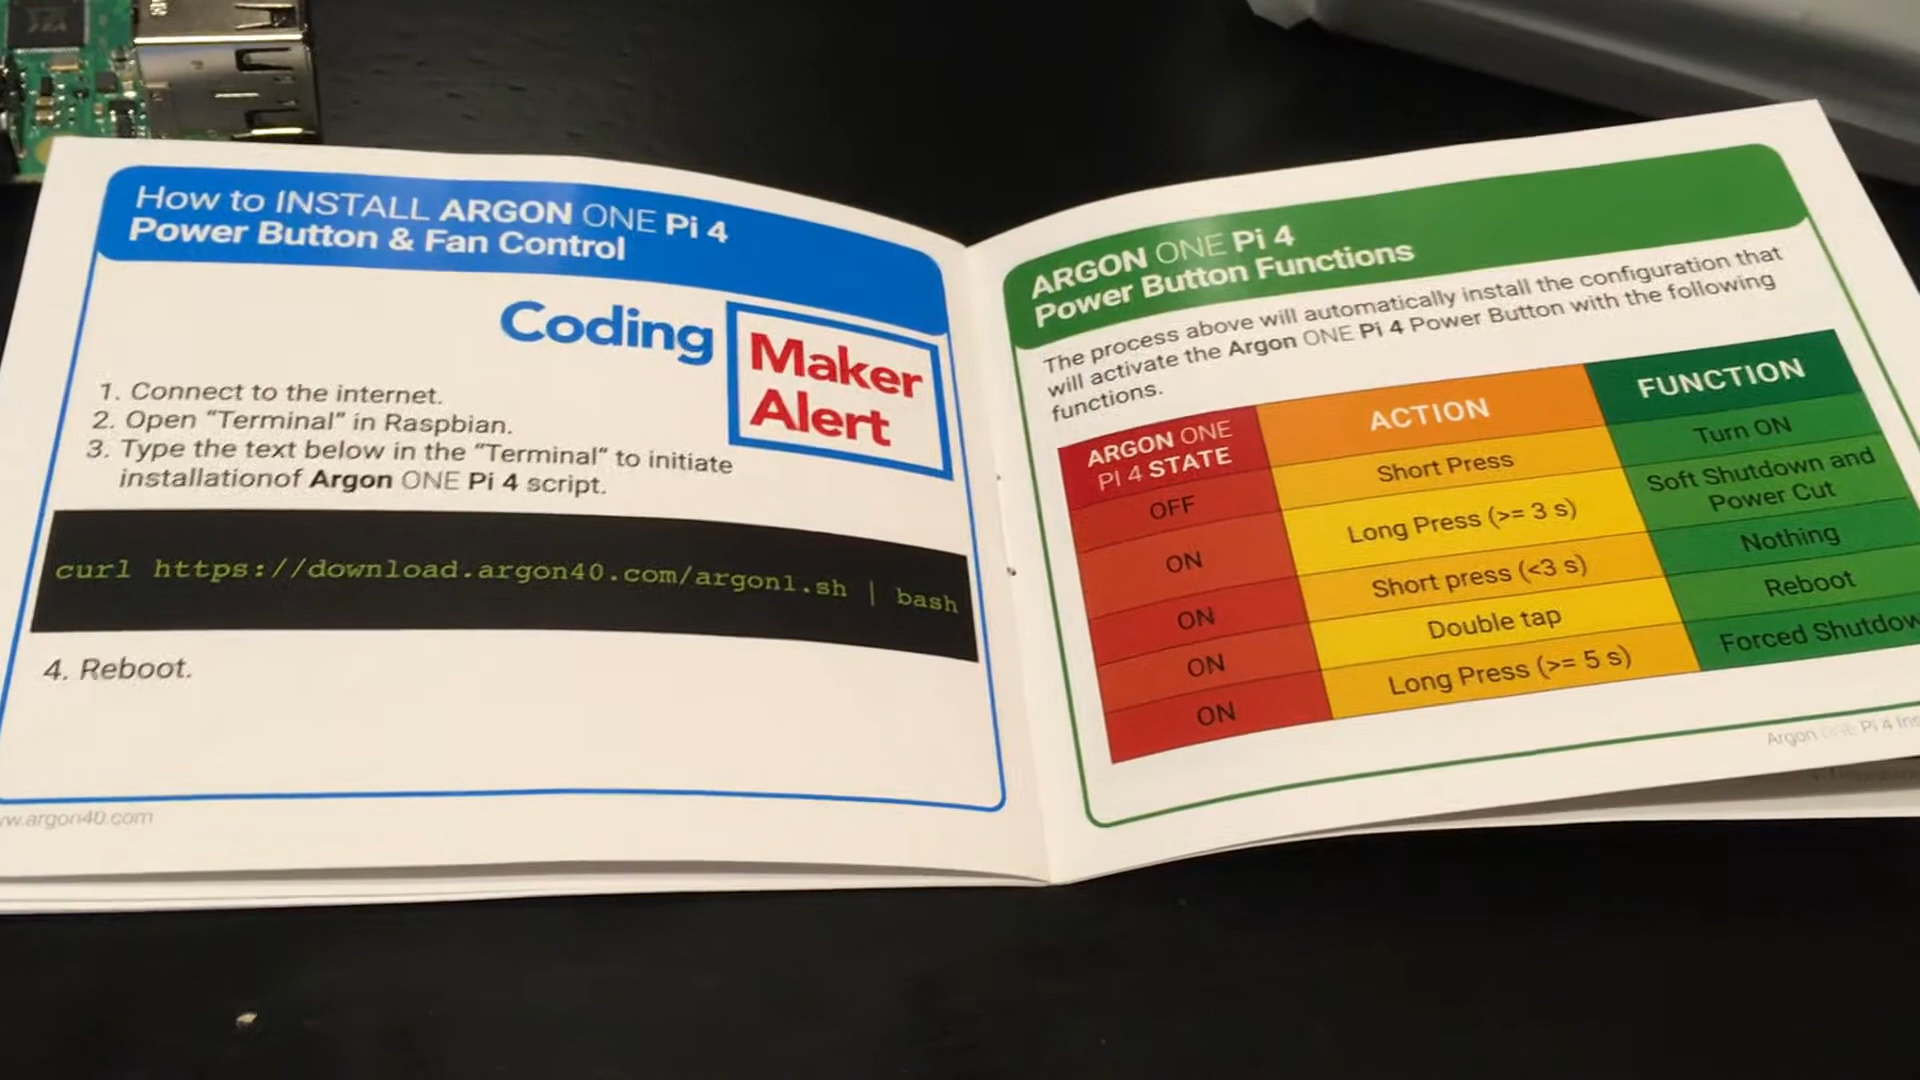 How to INSTALL ARGON ONE Pi 4
Power Button & Fan Control
Coding
Maker
Alert
1. Connect to the internet.
2. Open “Terminal” in Raspbian.
3. Type the text below in the “Terminal” to initiate
installationof Argon ONE Pi 4 script.
curl https://download.argon40.com/argon1.sh | bash
4. Reboot.
w.argon40.com
ARGON ONE Pi 4
Power Button Functions
The process above will automatically install the configuration that
will activate the Argon ONE Pi 4 Power Button with the following
functions.
ARGON ONE
PI 4 STATE
ACTION
FUNCTION
OFF
Short Press
Turn ON
ON
Long Press (>= 3 s)
Soft Shutdown and
Power Cut
ON
Short press (<3 s)
Nothing
ON
Double tap
Reboot
ON
Long Press (>= 5 s)
Forced Shutdow
Argon ONE Pi 4 Ins